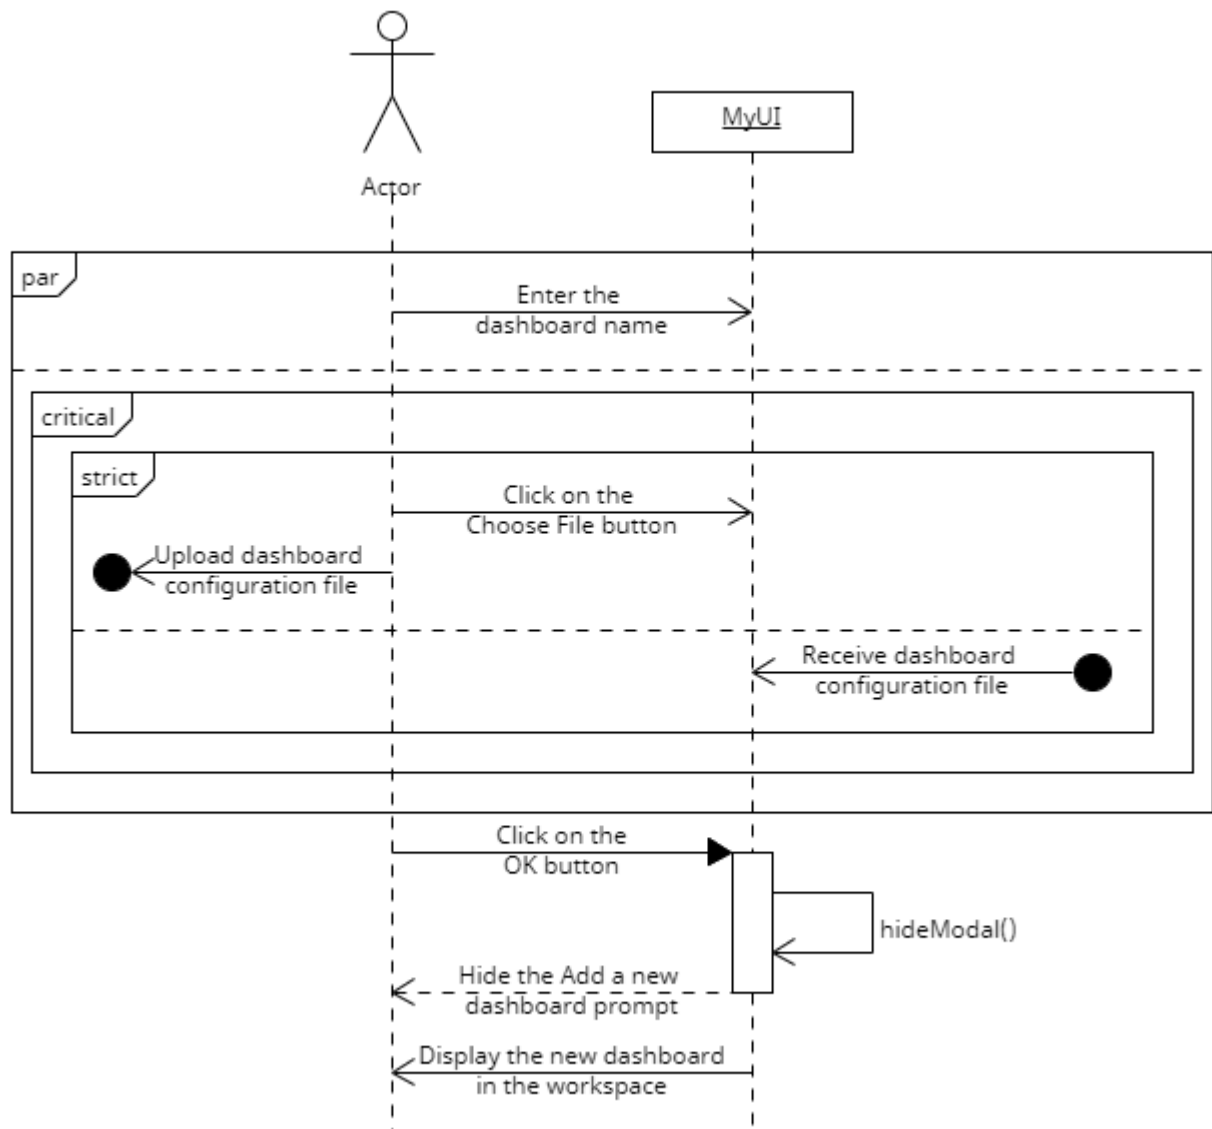 MyUI
Actor
par
Enter the
dashboard name
critical
strict
Click on the
Choose File button
Upload dashboard
configuration file
Receive dashboard
configuration file
Click on the
OK button
hideModal()
Hide the Add a new
dashboard prompt
Display the new dashboard
in the workspace